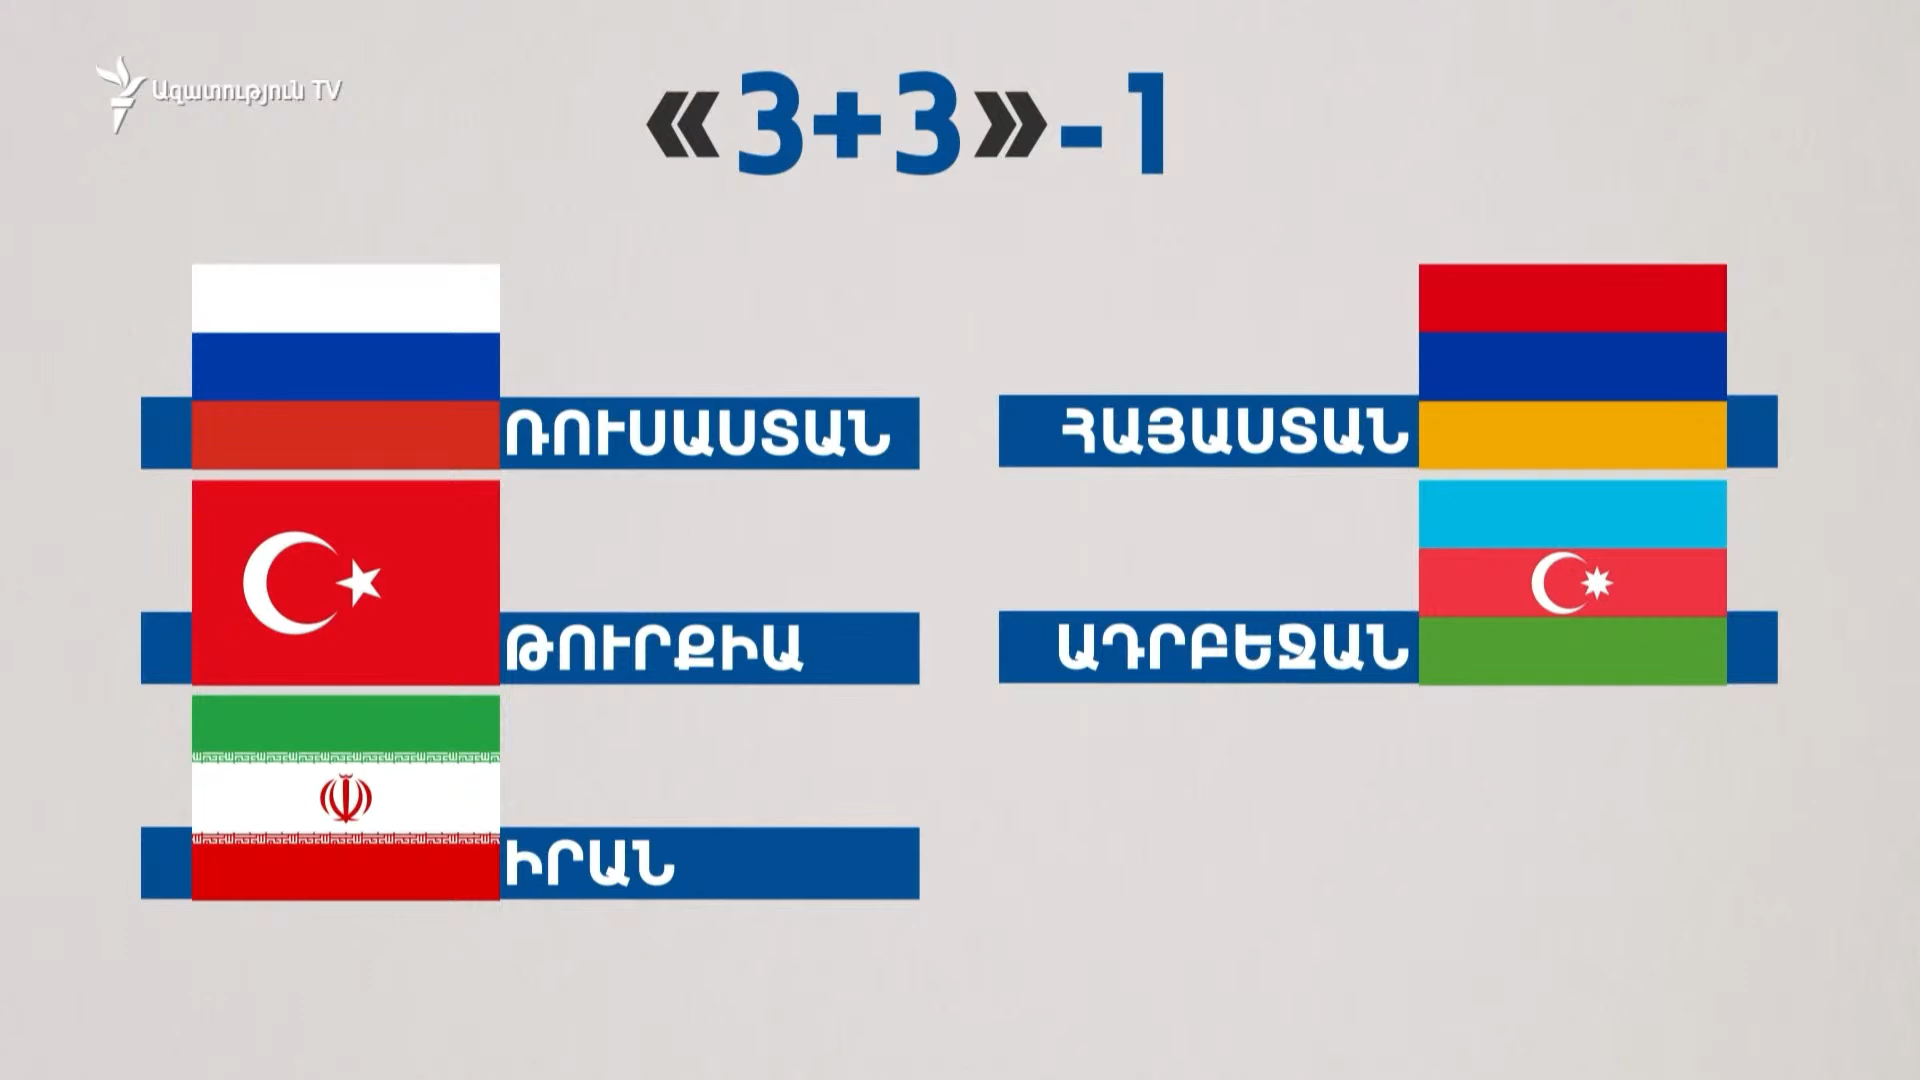 Ազատություն TV
«3+3»-1
ՌՈՒՍԱՍՏԱՆ
ԹՈՒՐՔԻԱ
ԻՐԱՆ
ՀԱՅԱՍՏԱՆ
ԱԴՐԲԵՋԱՆ